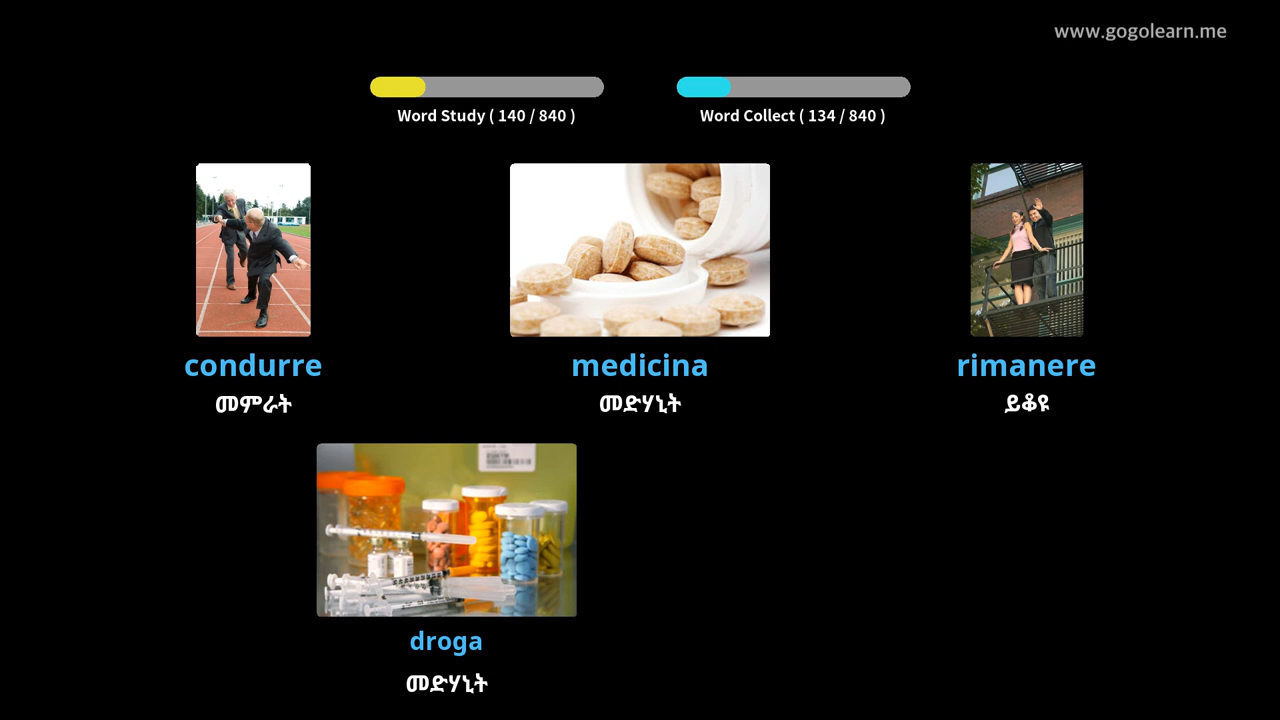 www.gogolearn.me
Word Study ( 140 / 840 )
Word Collect ( 134 / 840 )
condurre
medicina
rimanere
መምራት
መድሃኒት
ይቆዩ
droga
መድሃኒት